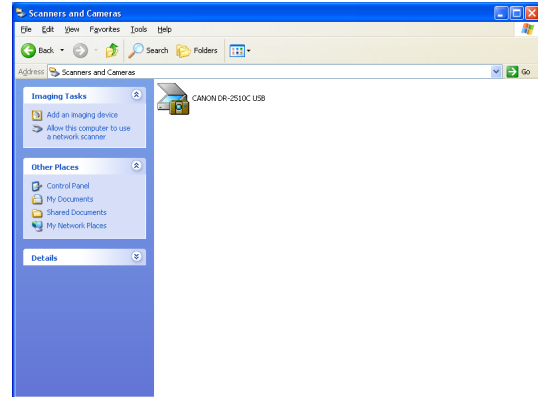 Scanners and Cameras
File Edit View Favorites Tools Help
Back Search Folders
Address Scanners and Cameras Go
Imaging Tasks
Add an imaging device
Allow this computer to use
a network scanner
Other Places
Control Panel
My Documents
Shared Documents
My Network Places
Details
CANON DR-2510C USB